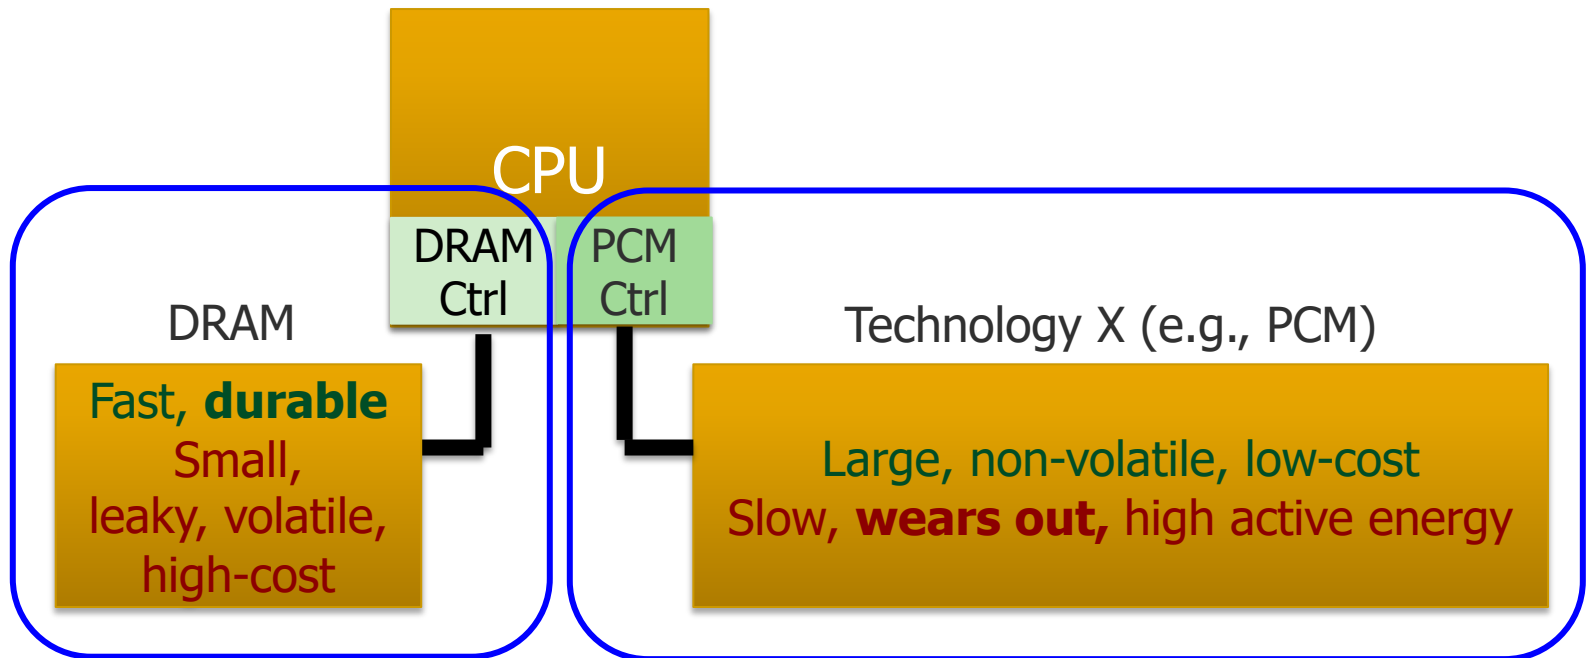 CPU
DRAM
Ctrl
PCM
Ctrl
DRAM
Fast, durable
Small,
leaky, volatile,
high-cost
Technology X (e.g., PCM)
Large, non-volatile, low-cost
Slow, wears out, high active energy